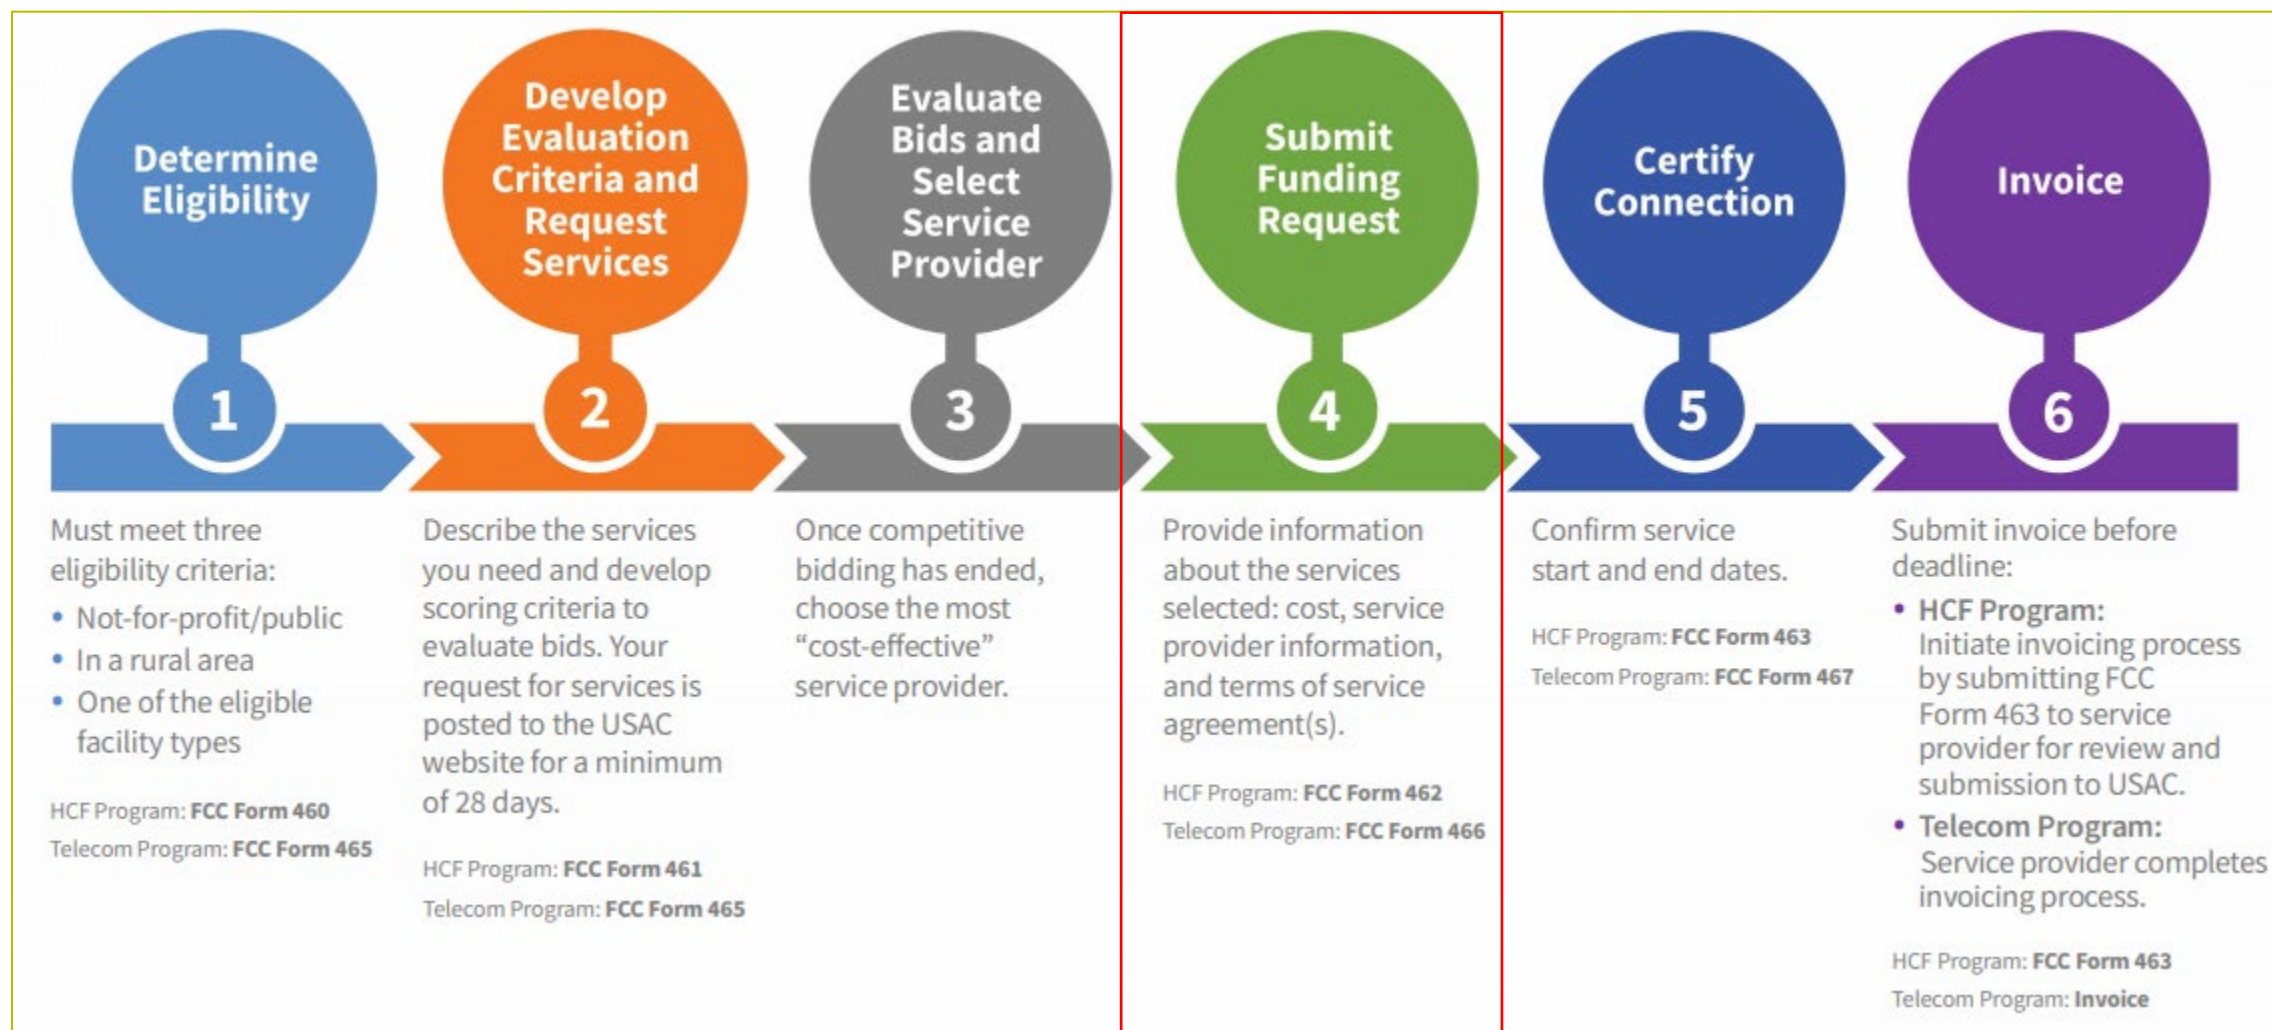 Determine
Eligibility
1
Must meet three
eligibility criteria:
• Not-for-profit/public
• In a rural area
• One of the eligible
facility types
HCF Program: FCC Form 460
Telecom Program: FCC Form 465
Develop
Evaluation
Criteria and
Request
Services
2
Describe the services
you need and develop
scoring criteria to
evaluate bids. Your
request for services is
posted to the USAC
website for a minimum
of 28 days.
HCF Program: FCC Form 461
Telecom Program: FCC Form 465
Evaluate
Bids and
Select
Service
Provider
3
Once competitive
bidding has ended,
choose the most
“cost-effective”
service provider.
Submit
Funding
Request
4
Provide information
about the services
selected: cost, service
provider information,
and terms of service
agreement(s).
HCF Program: FCC Form 462
Telecom Program: FCC Form 466
Certify
Connection
5
Confirm service
start and end dates.
HCF Program: FCC Form 463
Telecom Program: FCC Form 467
Invoice
6
Submit invoice before
deadline:
• HCF Program:
Initiate invoicing process
by submitting FCC
Form 463 to service
provider for review and
submission to USAC.
• Telecom Program:
Service provider completes
invoicing process.
HCF Program: FCC Form 463
Telecom Program: Invoice